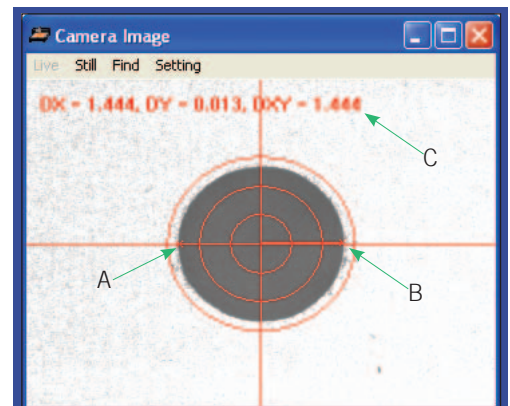 Camera Image
Live Still Find Setting
DX = 1.444, DY = 0.013, DXY = 1.444
C
A
B